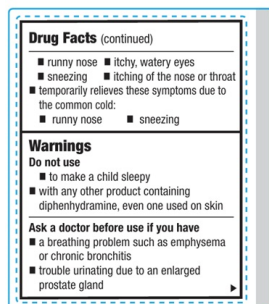 Drug Facts (continued)
■ runny nose ■ itchy, watery eyes
■ sneezing ■ itching of the nose or throat
■ temporarily relieves these symptoms due to
the common cold:
■ runny nose ■ sneezing
Warnings
Do not use
■ to make a child sleepy
■ with any other product containing
diphenhydramine, even one used on skin
Ask a doctor before use if you have
■ a breathing problem such as emphysema
or chronic bronchitis
■ trouble urinating due to an enlarged
prostate gland